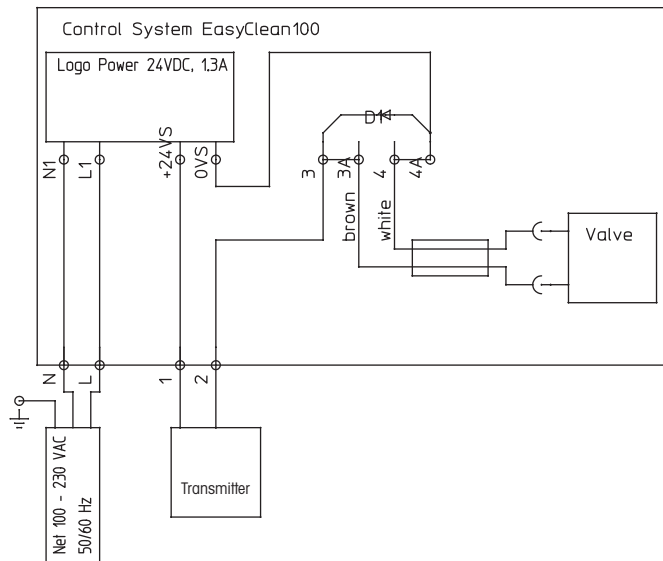 Control System EasyClean100
Logo Power 24VDC, 1.3A
D1
N1
L1
+24VS
0VS
3
3A
4
4A
brown
white
Valve
N
L
1
2
Net 100 - 230 VAC
50/60 Hz
Transmitter